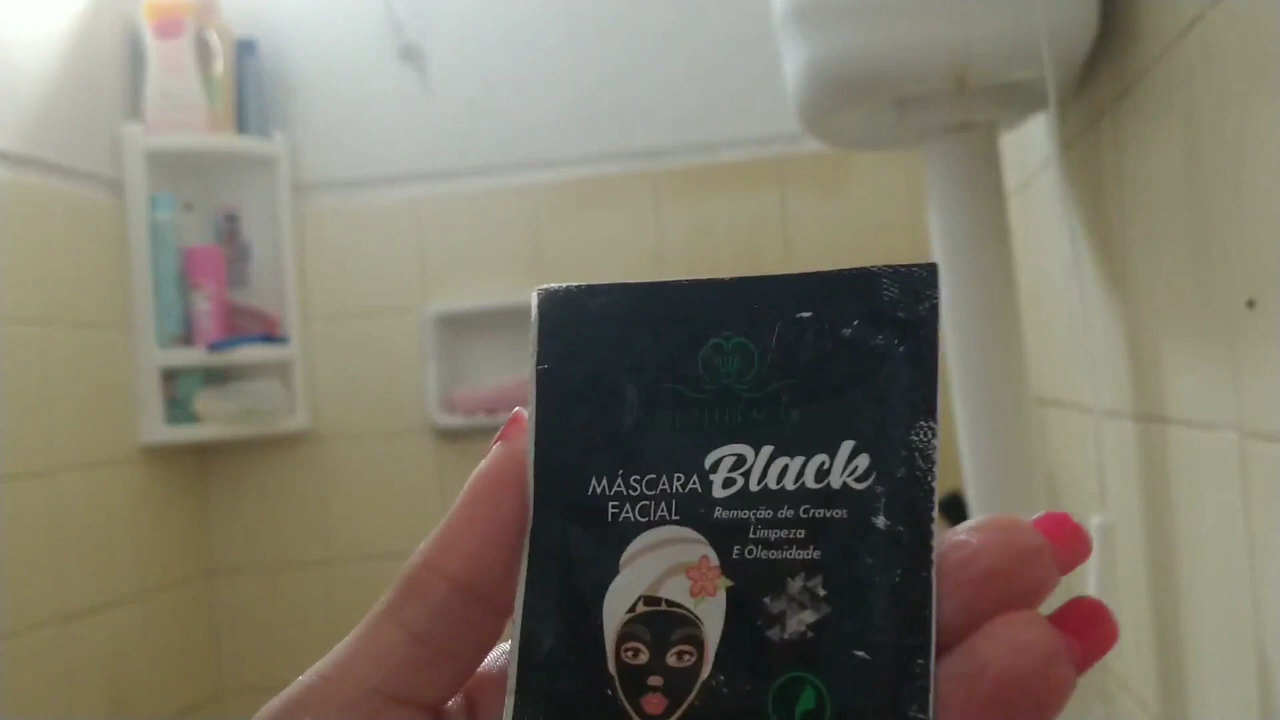 MÁSCARA Black
FACIAL
Remoção de Cravos
Limpeza
E Oleosidade